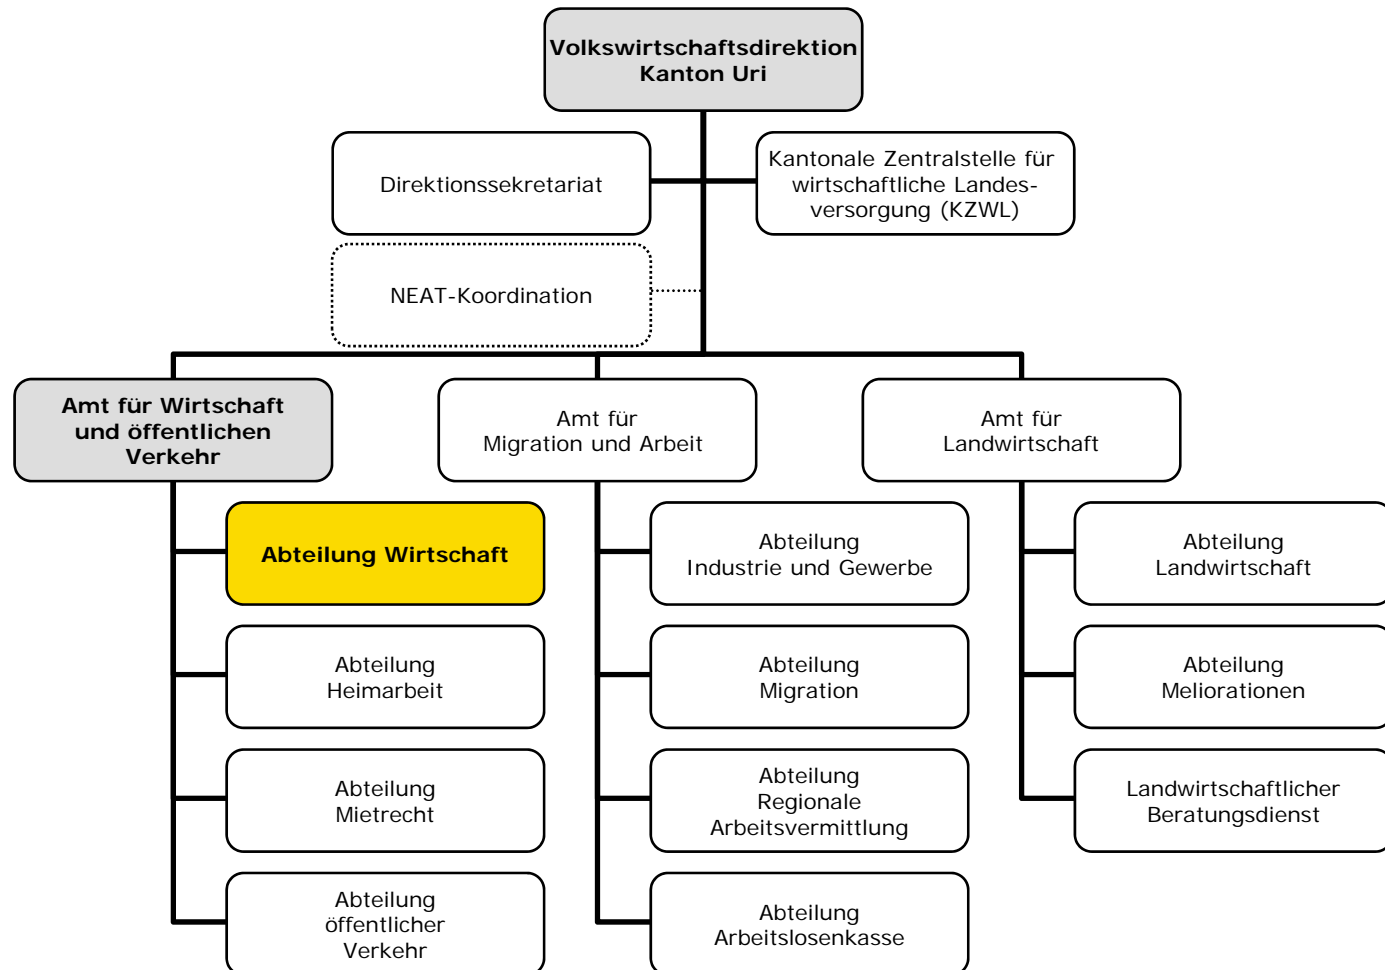 Volkswirtschaftsdirektion
Kanton Uri
Direktionssekretariat
Kantonale Zentralstelle für
wirtschaftliche Landes-
versorgung (KZWL)
NEAT-Koordination
Amt für Wirtschaft
und öffentlichen
Verkehr
Amt für
Migration und Arbeit
Amt für
Landwirtschaft
Abteilung Wirtschaft
Abteilung
Industrie und Gewerbe
Abteilung
Landwirtschaft
Abteilung
Heimarbeit
Abteilung
Migration
Abteilung
Meliorationen
Abteilung
Mietrecht
Abteilung
Regionale
Arbeitsvermittlung
Landwirtschaftlicher
Beratungsdienst
Abteilung
öffentlicher
Verkehr
Abteilung
Arbeitslosenkasse